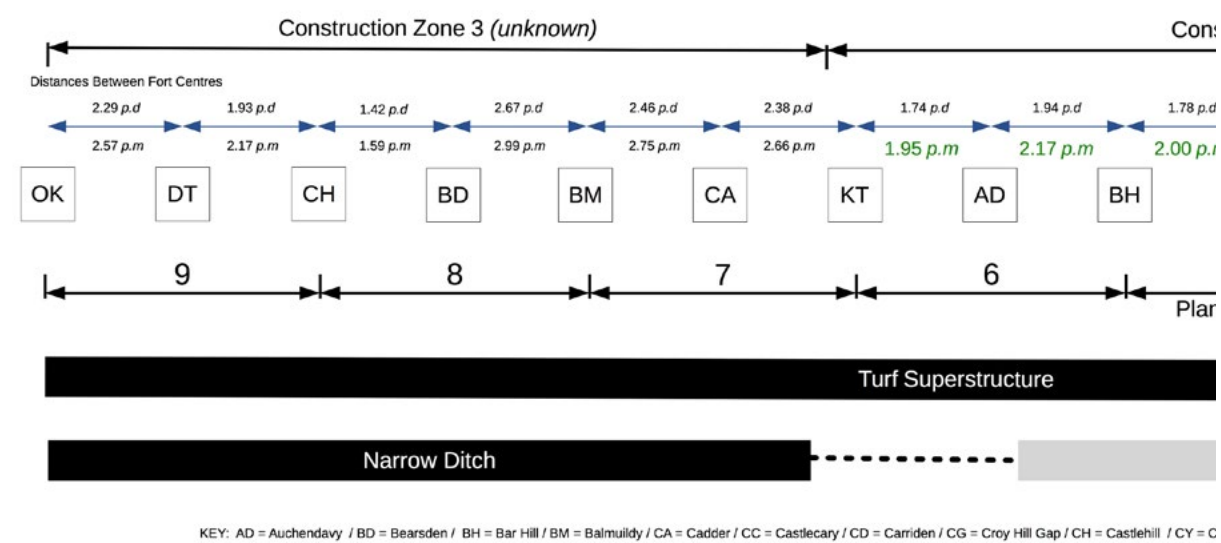 Construction Zone 3 (unknown) Cons
Distances Between Fort Centres
2.29 p.d 1.93 p.d 1.42 p.d 2.67 p.d 2.46 p.d 2.38 p.d 1.74 p.d 1.94 p.d 1.78 p.d
2.57 p.m 2.17 p.m 1.59 p.m 2.99 p.m 2.75 p.m 2.66 p.m 1.95 p.m 2.17 p.m 2.00 p.m
OK DT CH BD BM CA KT AD BH
9 8 7 6
Plan
Turf Superstructure
Narrow Ditch
KEY: AD = Auchendavy / BD = Bearsden / BH = Bar Hill / BM = Balmuildy / CA = Cadder / CC = Castlecary / CD = Carriden / CG = Croy Hill Gap / CH = Castlehill / CY = C